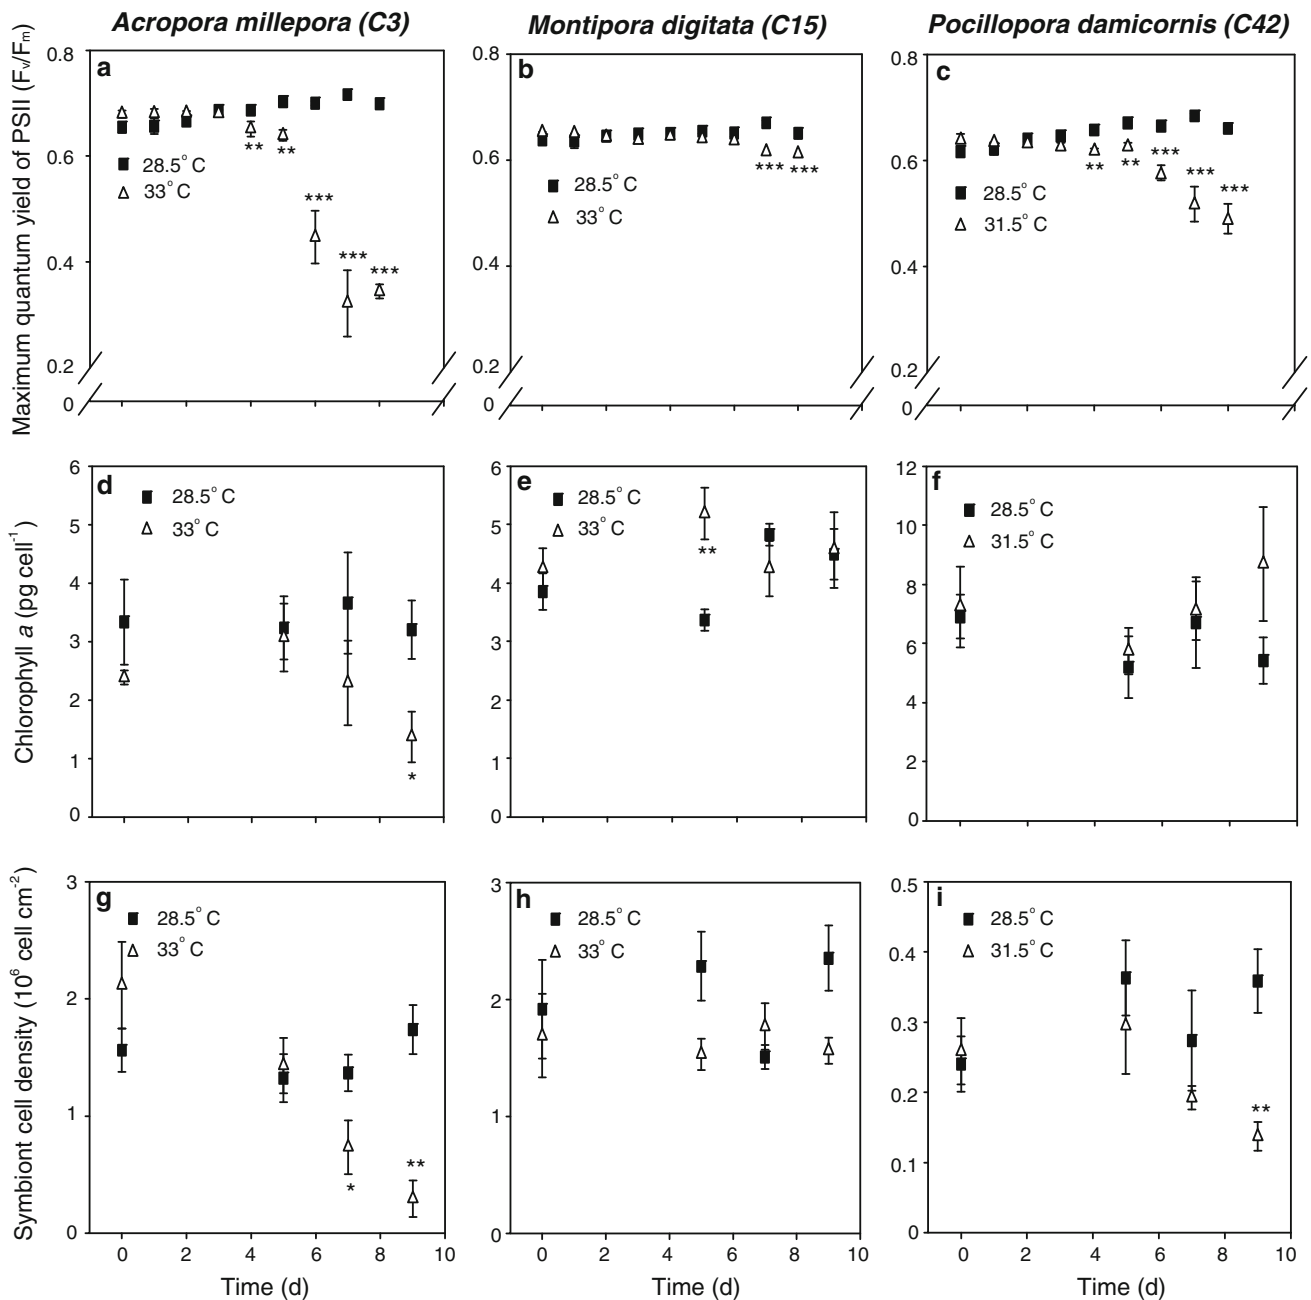 Acropora millepora (C3)
Montipora digitata (C15)
Pocillopora damicornis (C42)
Maximum quantum yield of PSII (Fv/Fm)
a
0.8
0.6
0.4
0.2
0
28.5°C
33°C
**
**
***
***
***
b
0.8
0.6
0.4
0.2
0
28.5°C
33°C
***
***
c
0.8
0.6
0.4
0.2
0
28.5°C
31.5°C
**
**
***
***
***
Chlorophyll a (pg cell-1)
d
6
5
4
3
2
1
0
28.5°C
33°C
*
e
6
5
4
3
2
1
0
28.5°C
33°C
**
f
12
10
8
6
4
2
0
28.5°C
31.5°C
Symbiont cell density (10⁶ cell cm-2)
g
3
2
1
0
28.5°C
33°C
*
**
0 2 4 6 8 10
Time (d)
h
3
2
1
0
28.5°C
33°C
0 2 4 6 8 10
Time (d)
i
0.5
0.4
0.3
0.2
0.1
0
28.5°C
31.5°C
**
0 2 4 6 8 10
Time (d)